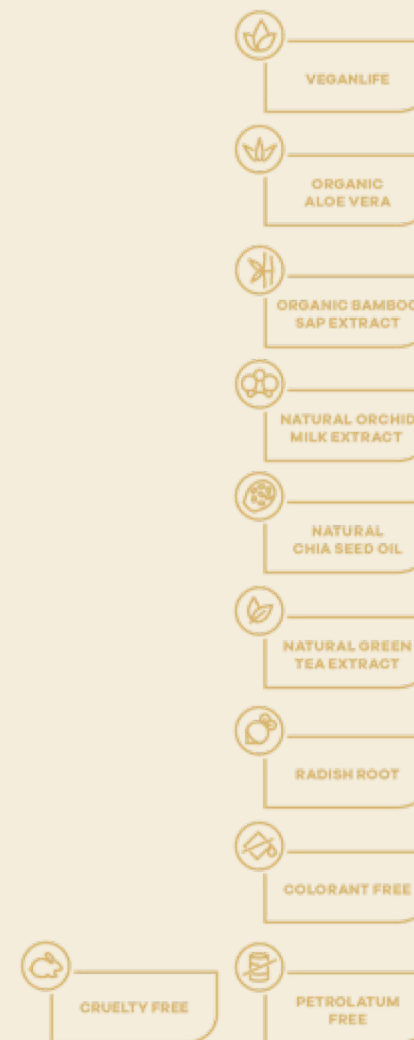 VEGANLIFE
ORGANIC
ALOE VERA
ORGANIC BAMBOO
SAP EXTRACT
NATURAL ORCHID
MILK EXTRACT
NATURAL
CHIA SEED OIL
NATURAL GREEN
TEA EXTRACT
RADISH ROOT
COLORANT FREE
CRUELTY FREE
PETROLATUM
FREE